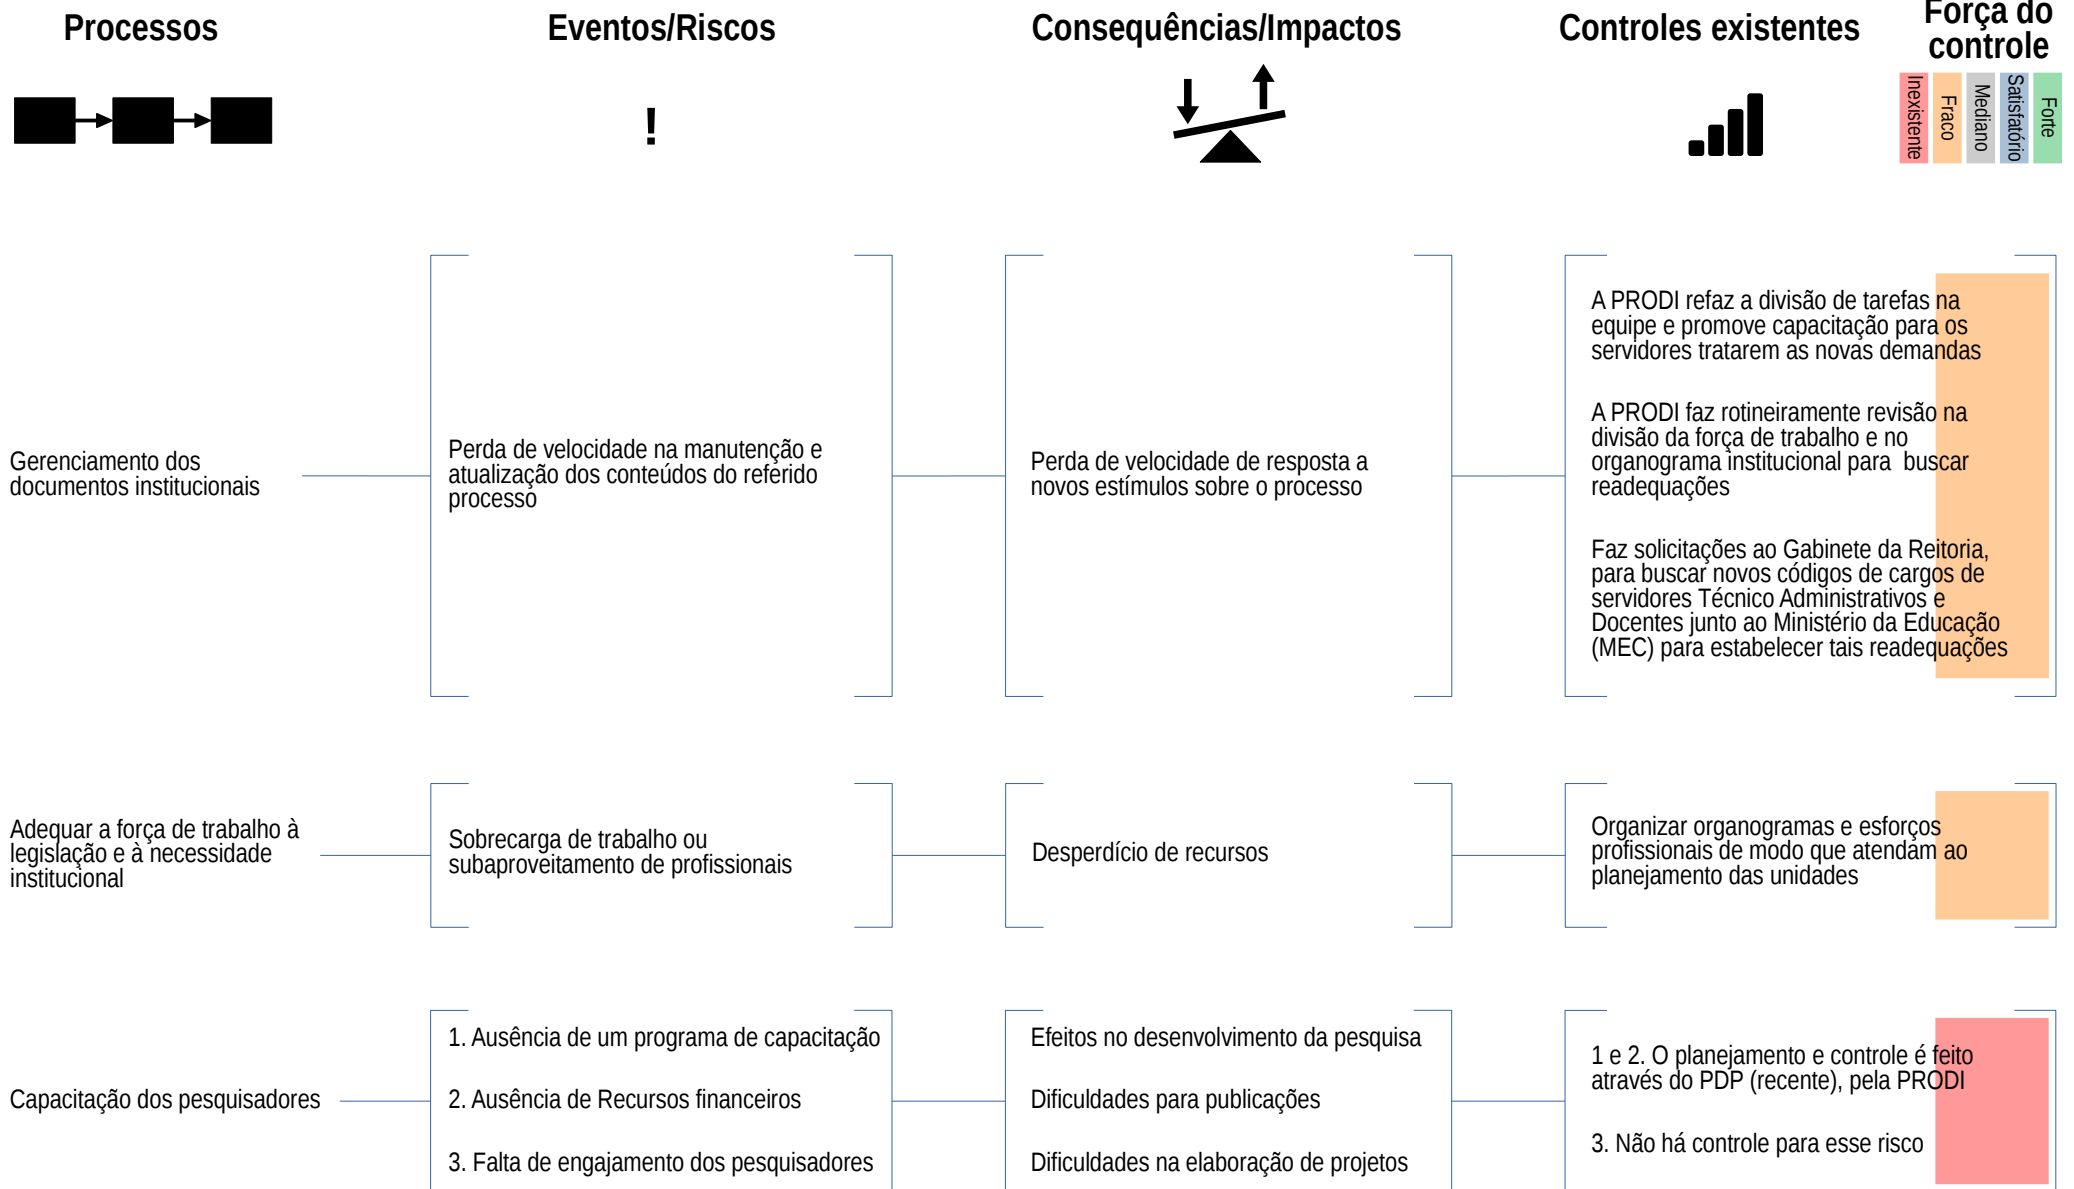 Processos
Eventos/Riscos
Consequências/Impactos
Controles existentes
Força do
controle
Inexistente
Fraco
Mediano
Satisfatório
Forte
!
Gerenciamento dos
documentos institucionais
Perda de velocidade na manutenção e
atualização dos conteúdos do referido
processo
Perda de velocidade de resposta a
novos estímulos sobre o processo
A PRODI refaz a divisão de tarefas na
equipe e promove capacitação para os
servidores tratarem as novas demandas
A PRODI faz rotineiramente revisão na
divisão da força de trabalho e no
organograma institucional para  buscar
readequações
Faz solicitações ao Gabinete da Reitoria,
para buscar novos códigos de cargos de
servidores Técnico Administrativos e
Docentes junto ao Ministério da Educação
(MEC) para estabelecer tais readequações
Adequar a força de trabalho à
legislação e à necessidade
institucional
Sobrecarga de trabalho ou
subaproveitamento de profissionais
Desperdício de recursos
Organizar organogramas e esforços
profissionais de modo que atendam ao
planejamento das unidades
Capacitação dos pesquisadores
1. Ausência de um programa de capacitação
2. Ausência de Recursos financeiros
3. Falta de engajamento dos pesquisadores
Efeitos no desenvolvimento da pesquisa
Dificuldades para publicações
Dificuldades na elaboração de projetos
1 e 2. O planejamento e controle é feito
através do PDP (recente), pela PRODI
3. Não há controle para esse risco